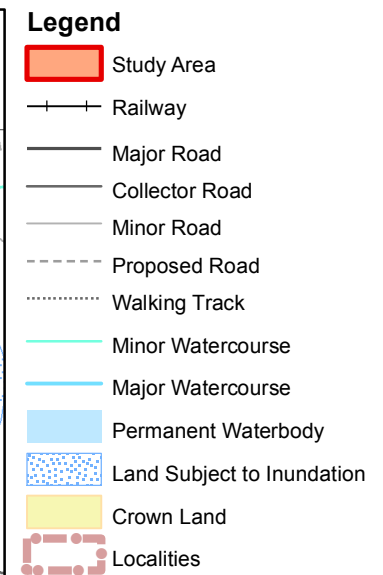 Legend
Study Area
Railway
Major Road
Collector Road
Minor Road
Proposed Road
Walking Track
Minor Watercourse
Major Watercourse
Permanent Waterbody
Land Subject to Inundation
Crown Land
Localities